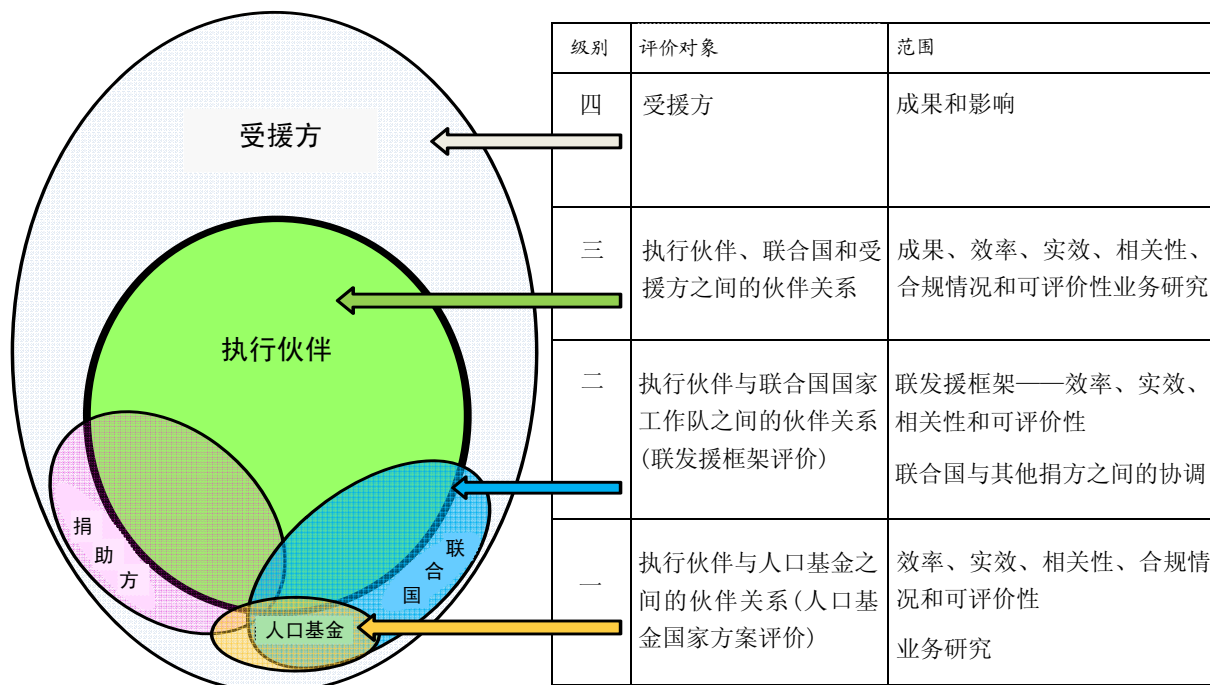 受援方
执行伙伴
捐
助
方
联
合
国
人口基金
级别 评价对象 范围
四 受援方 成果和影响
三 执行伙伴、联合国和受 成果、效率、实效、相关性、
援方之间的伙伴关系 合规情况和可评价性业务研究
二 执行伙伴与联合国国家 联发援框架——效率、实效、
工作队之间的伙伴关系 相关性和可评价性
(联发援框架评价) 联合国与其他捐方之间的协调
一 执行伙伴与人口基金之 效率、实效、相关性、合规情
间的伙伴关系(人口基 况和可评价性
金国家方案评价) 业务研究